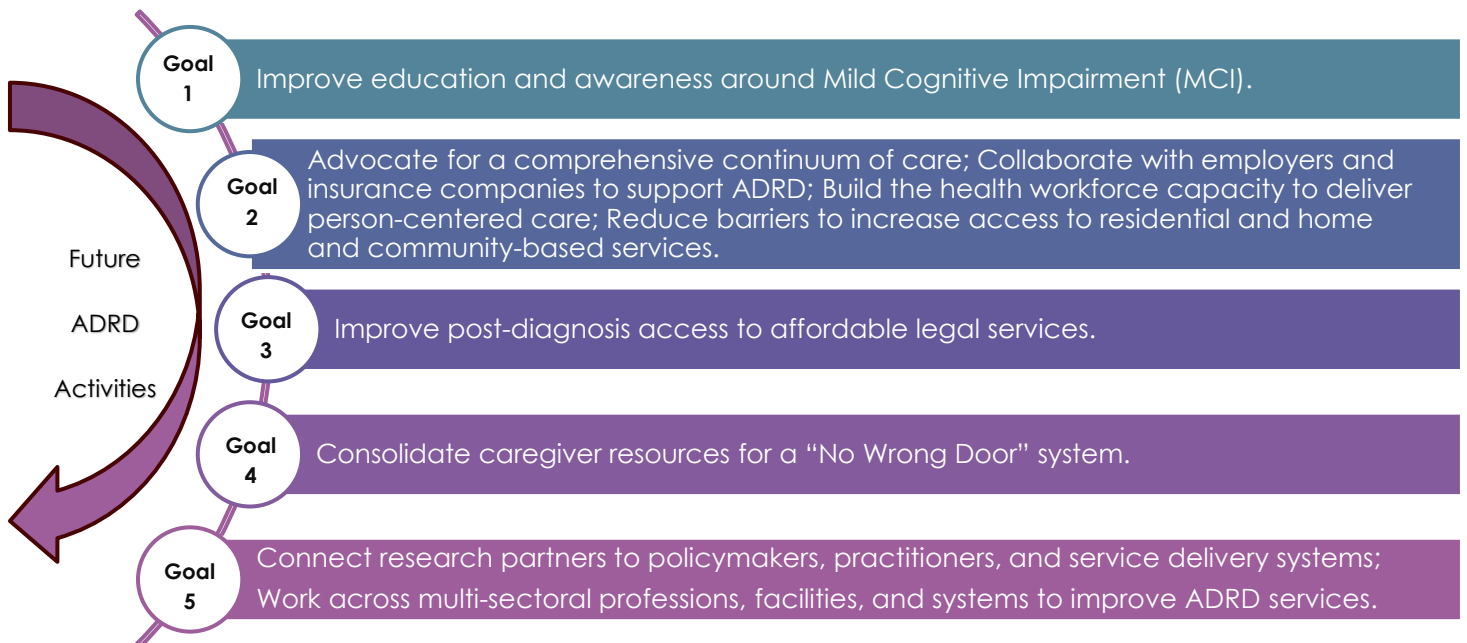 Future
ADRD
Activities
Goal
1
Improve education and awareness around Mild Cognitive Impairment (MCI).
Goal
2
Advocate for a comprehensive continuum of care; Collaborate with employers and
insurance companies to support ADRD; Build the health workforce capacity to deliver
person-centered care; Reduce barriers to increase access to residential and home
and community-based services.
Goal
3
Improve post-diagnosis access to affordable legal services.
Goal
4
Consolidate caregiver resources for a “No Wrong Door” system.
Goal
5
Connect research partners to policymakers, practitioners, and service delivery systems;
Work across multi-sectoral professions, facilities, and systems to improve ADRD services.